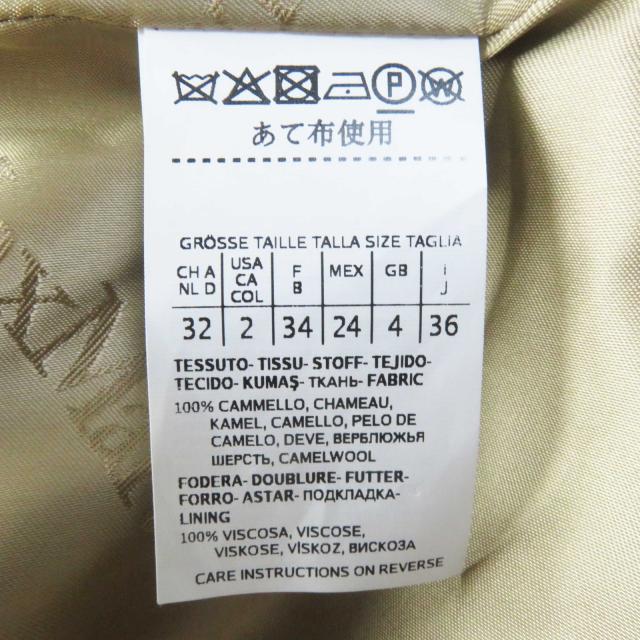 P W
あて布使用
GRÖSSE TAILLE TALLA SIZE TAGLIA
CH A NL D USA CA COL F B MEX GB I J
32 2 34 24 4 36
TESSUTO- TISSU- STOFF- TEJIDO-
TECIDO- KUMAŞ- ТКАНЬ- FABRIC
100% CAMMELLO, CHAMEAU,
KAMEL, CAMELLO, PELO DE
CAMELO, DEVE, ВЕРБЛЮЖЬЯ
ШЕРСТЬ, CAMELWOOL
FODERA- DOUBLURE- FUTTER-
FORRO- ASTAR- ПОДКЛАДКА-
LINING
100% VISCOSA, VISCOSE,
VISKOSE, VİSKOZ, ВИСКОЗА
CARE INSTRUCTIONS ON REVERSE